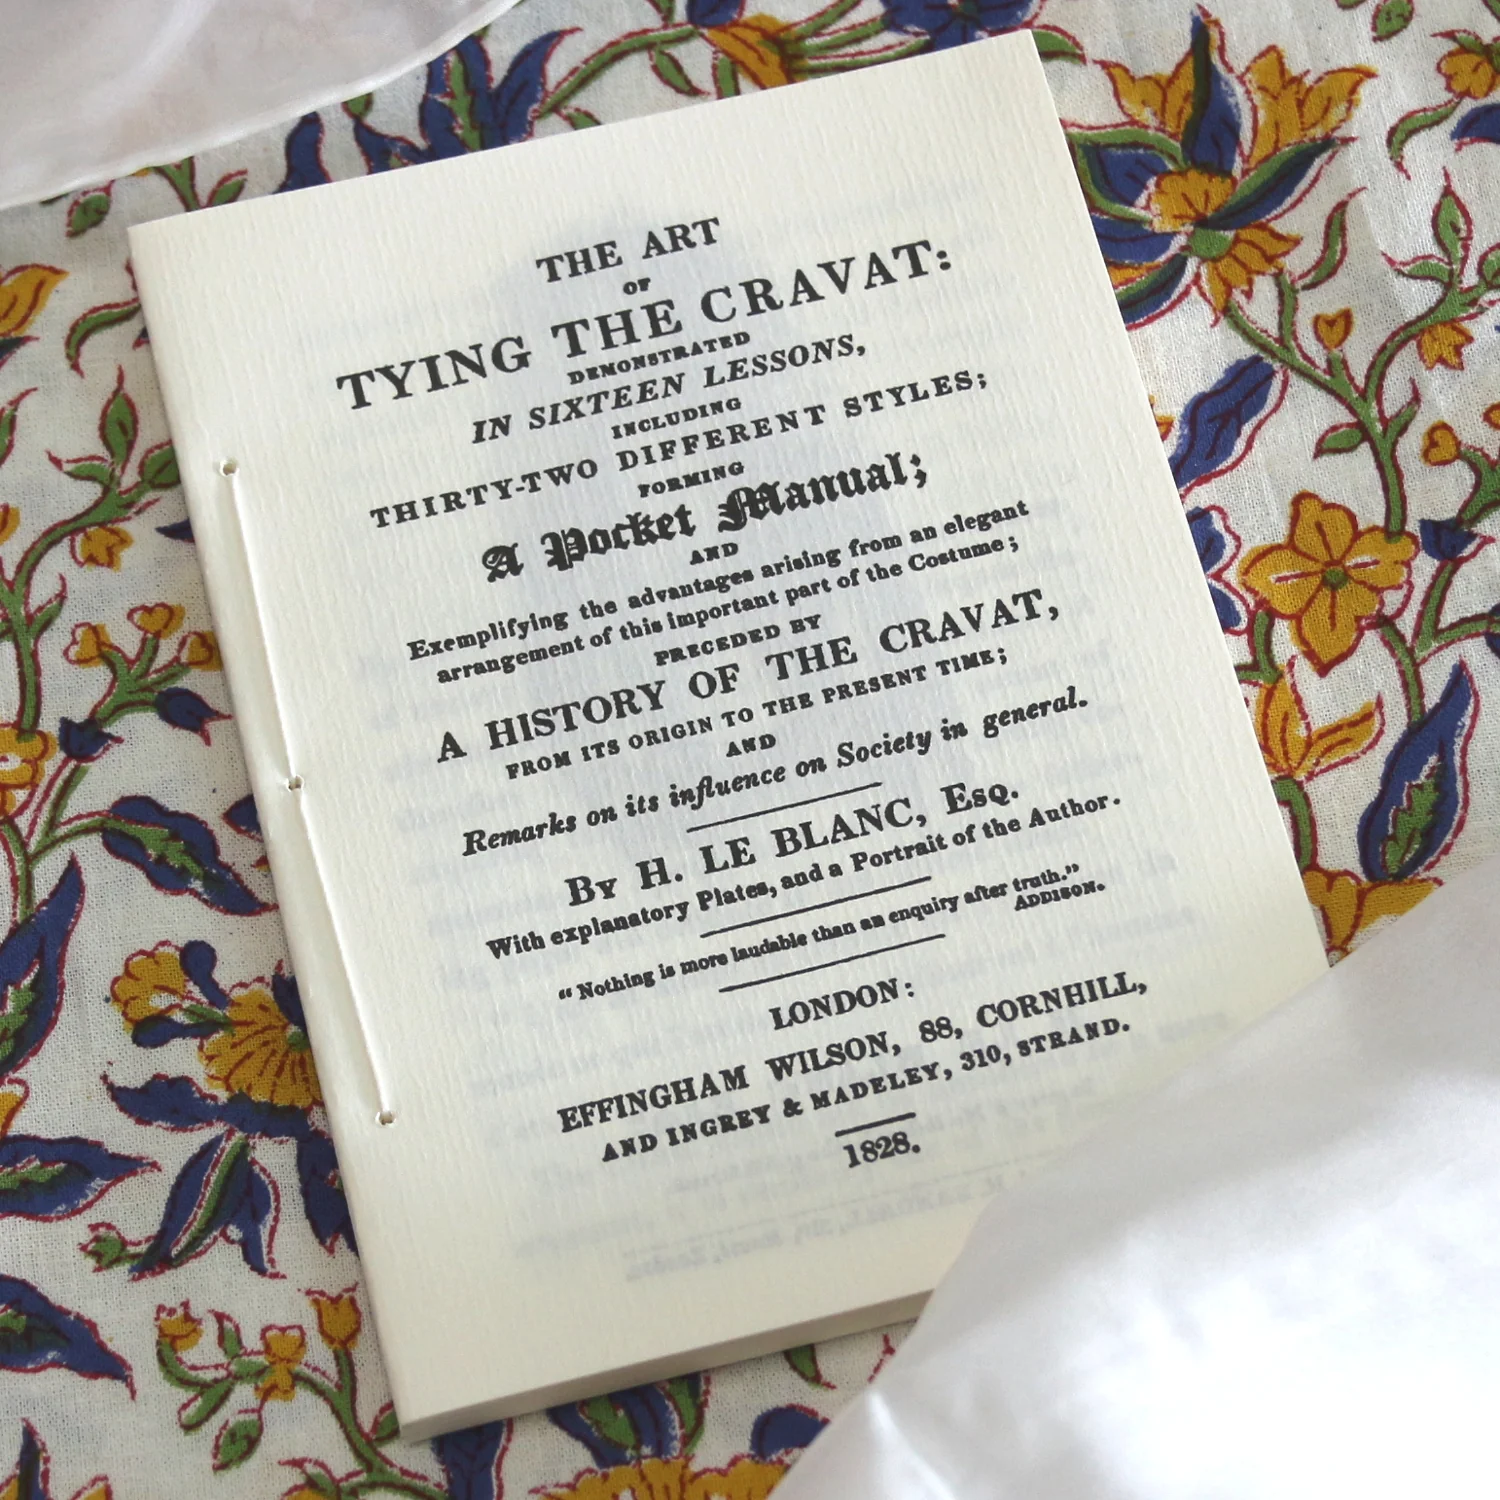 THE ART
OF
TYING THE CRAVAT:
DEMONSTRATED
IN SIXTEEN LESSONS,
INCLUDING
THIRTY-TWO DIFFERENT STYLES;
FORMING
A Pocket Manual;
AND
Exemplifying the advantages arising from an elegant
arrangement of this important part of the Costume;
PRECEDED BY
A HISTORY OF THE CRAVAT,
FROM ITS ORIGIN TO THE PRESENT TIME;
AND
Remarks on its influence on Society in general.
BY H. LE BLANC, ESQ.
With explanatory Plates, and a Portrait of the Author.
“Nothing is more laudable than an enquiry after truth.”
ADDISON.
LONDON:
EFFINGHAM WILSON, 88, CORNHILL,
AND INGREY & MADELEY, 310, STRAND.
1828.